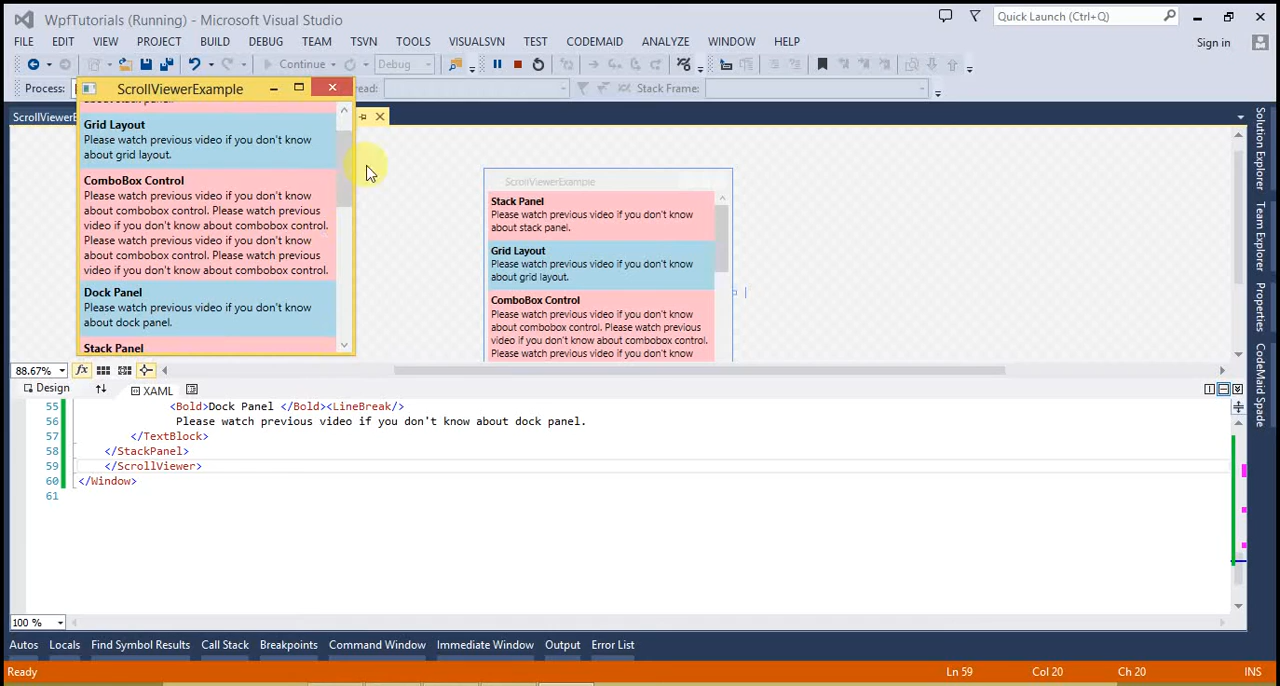 WpfTutorials (Running) - Microsoft Visual Studio
Quick Launch (Ctrl+Q)
FILE EDIT VIEW PROJECT BUILD DEBUG TEAM TSVN TOOLS VISUALSVN TEST CODEMAID ANALYZE WINDOW HELP
Sign in
Continue
Debug
Process:
Stack Frame:
ScrollViewerExample
Grid Layout
Please watch previous video if you don't know
about grid layout.
ComboBox Control
Please watch previous video if you don't know
about combobox control. Please watch previous
video if you don't know about combobox control.
Please watch previous video if you don't know
about combobox control. Please watch previous
video if you don't know about combobox control.
Dock Panel
Please watch previous video if you don't know
about dock panel.
Stack Panel
ScrollViewerExample
Stack Panel
Please watch previous video if you don't know
about stack panel.
Grid Layout
Please watch previous video if you don't know
about grid layout.
ComboBox Control
Please watch previous video if you don't know
about combobox control. Please watch previous
video if you don't know about combobox control.
Please watch previous video if you don't know
Solution Explorer
Team Explorer
Properties
CodeMaid Spade
88.67%
fx
Design
XAML
55 <Bold>Dock Panel </Bold><LineBreak/>
56 Please watch previous video if you don't know about dock panel.
57 </TextBlock>
58 </StackPanel>
59 </ScrollViewer>
60 </Window>
61
100 %
Autos Locals Find Symbol Results Call Stack Breakpoints Command Window Immediate Window Output Error List
Ready
Ln 59 Col 20 Ch 20 INS